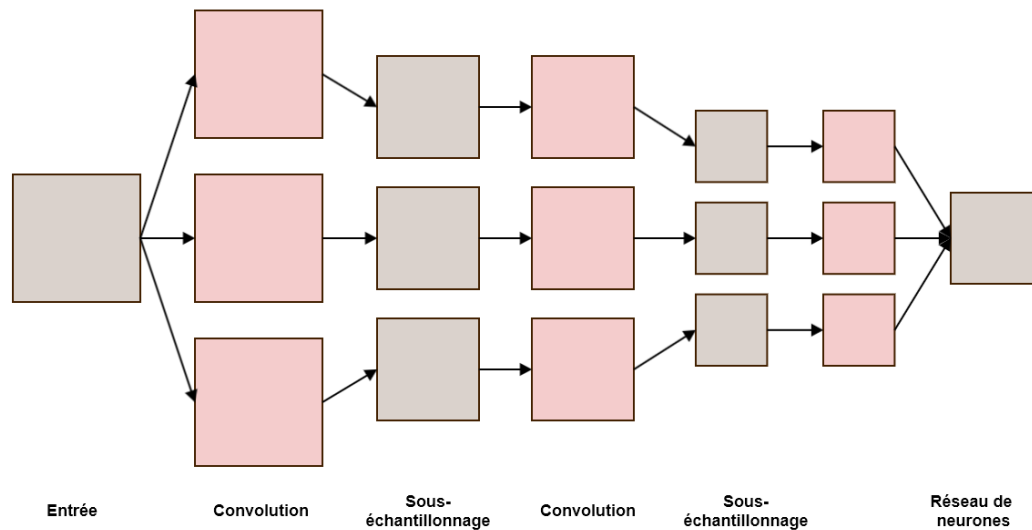 Entrée
Convolution
Sous-
échantillonnage
Convolution
Sous-
échantillonnage
Réseau de
neurones